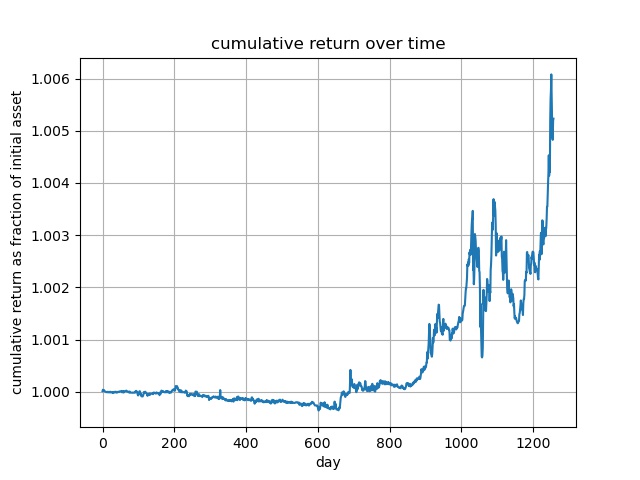 cumulative return over time
cumulative return as fraction of initial asset
1.006
1.005
1.004
1.003
1.002
1.001
1.000
0 200 400 600 800 1000 1200
day